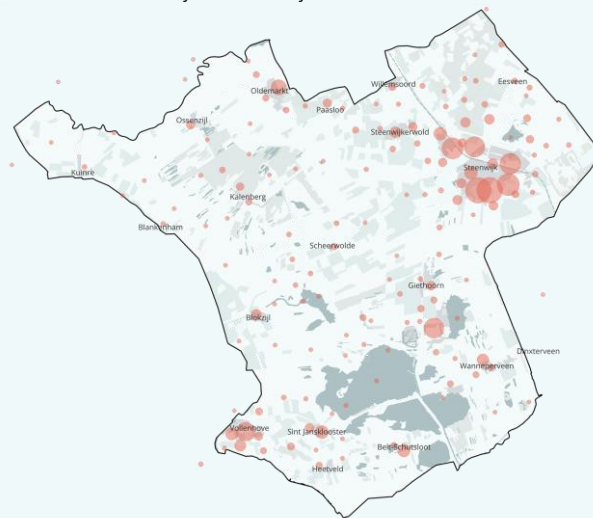 Eesveen
Willemsoord
Oldemarkt
Paasloo
Ossenzijl
Steenwijkerwold
Steenwijk
Kuinre
Kalenberg
Blankenham
Scheerwolde
Giethoorn
Blokzijl
Dinxterveen
Wanneperveen
Vollenhove
Sint Jansklooster
Belt-Schutsloot
Heetveld